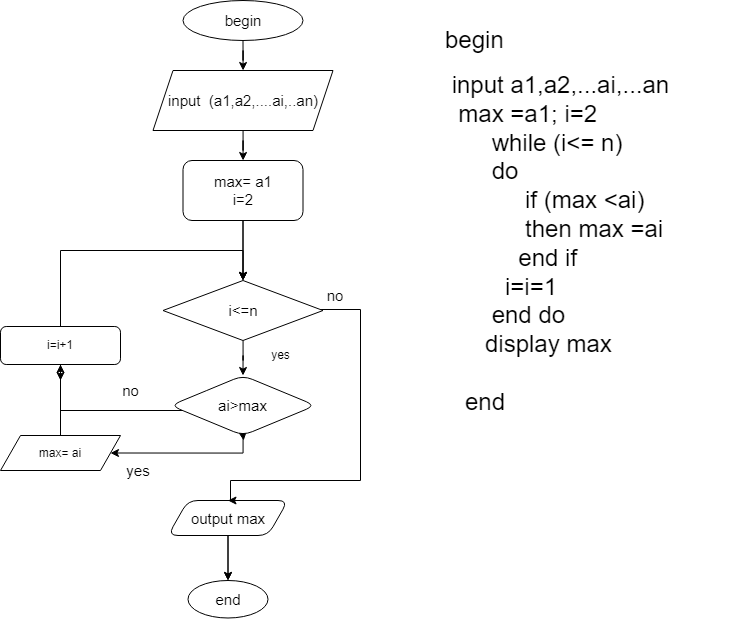 begin
input (a1,a2,....ai,..an)
max= a1
i=2
i<=n
no
yes
i=i+1
no
ai>max
max= ai
yes
output max
end
begin
input a1,a2,...ai,...an
max =a1; i=2
while (i<= n)
do
if (max <ai)
then max =ai
end if
i=i=1
end do
display max
end